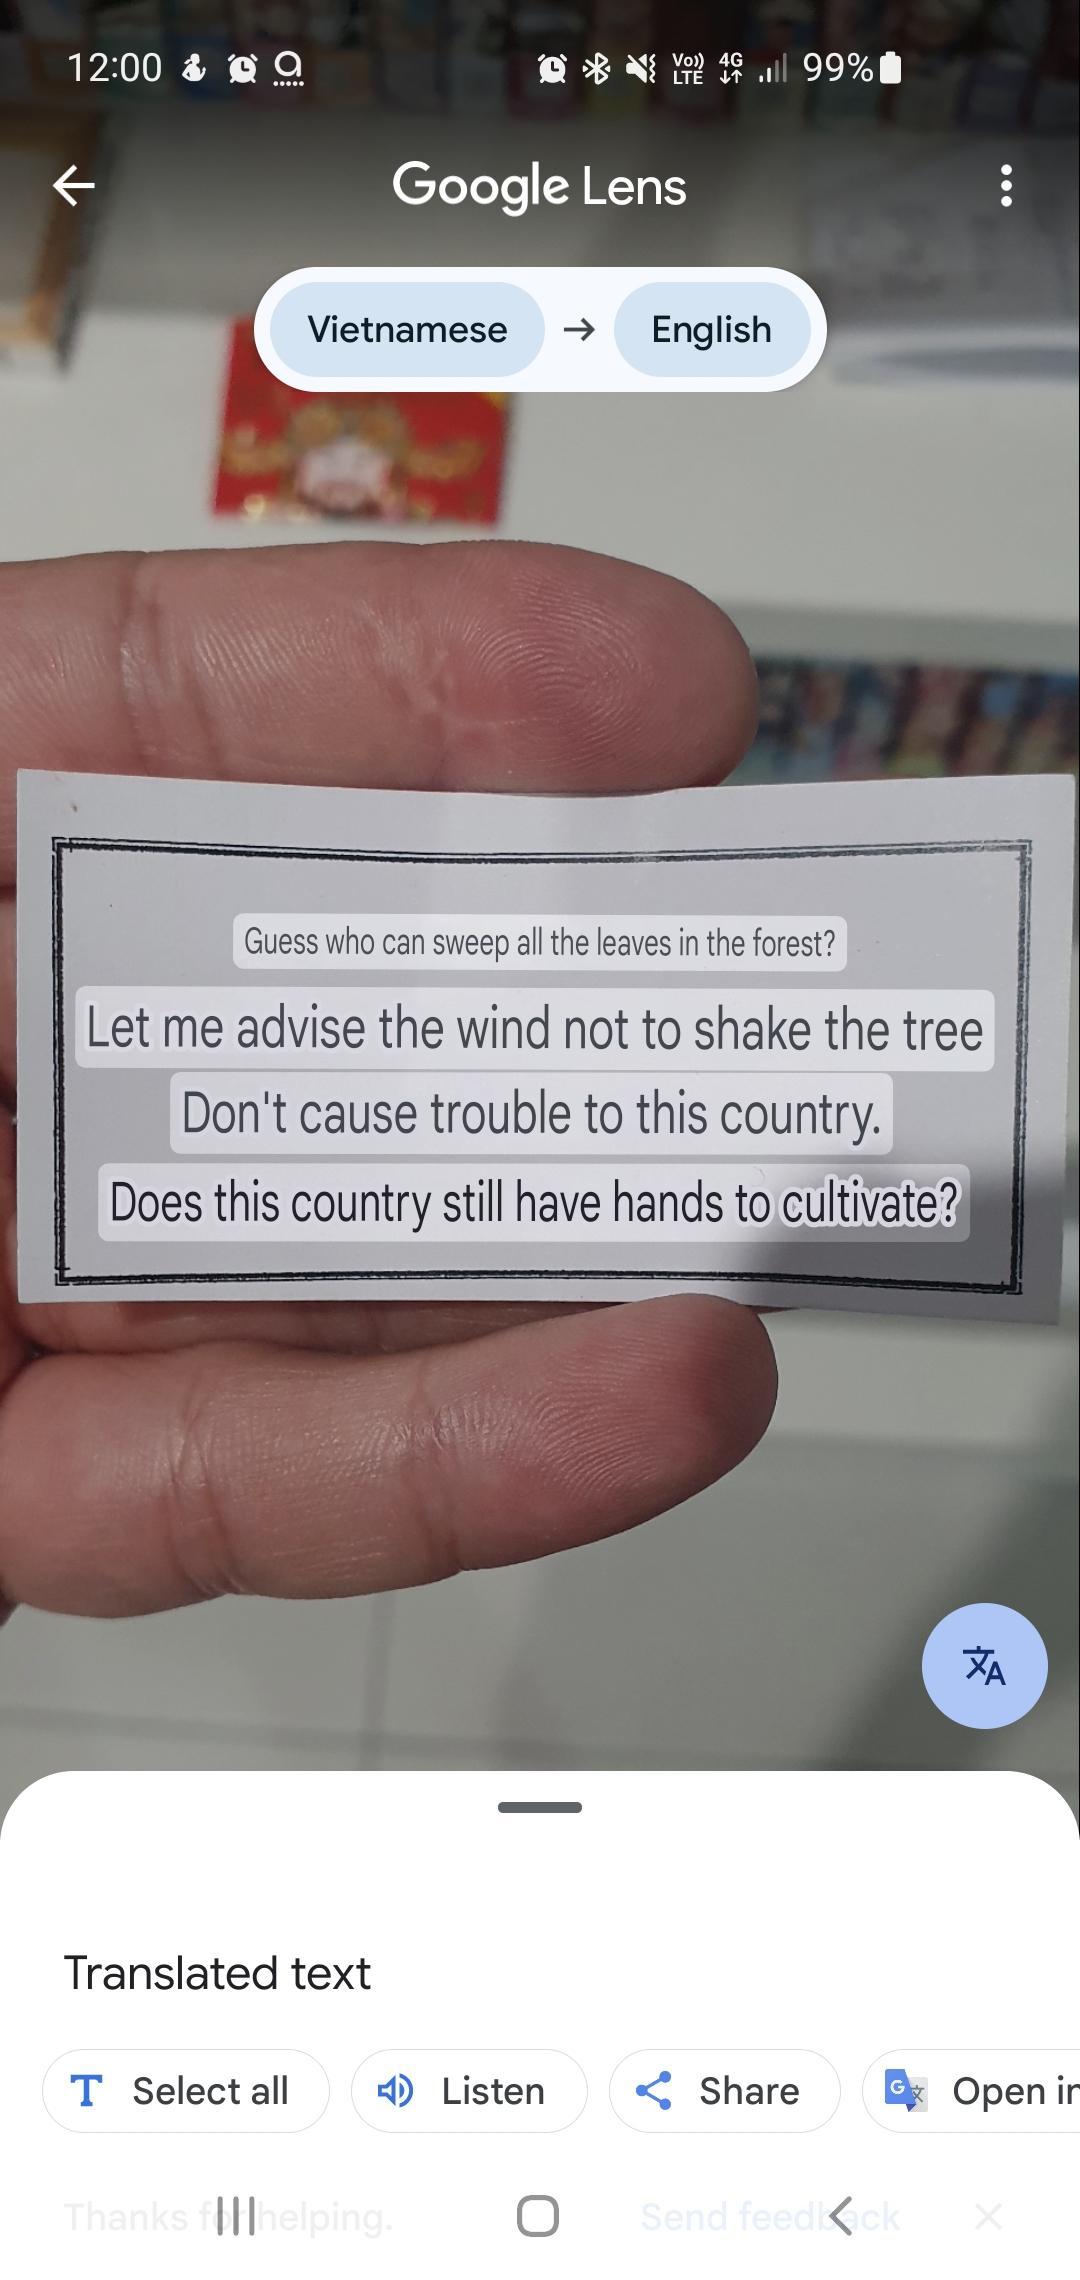 12:00
Vo)) LTE 4G 99%
Google Lens
Vietnamese → English
Guess who can sweep all the leaves in the forest?
Let me advise the wind not to shake the tree
Don't cause trouble to this country.
Does this country still have hands to cultivate?
Translated text
Select all Listen Share Open in
Thanks for helping. Send feedback